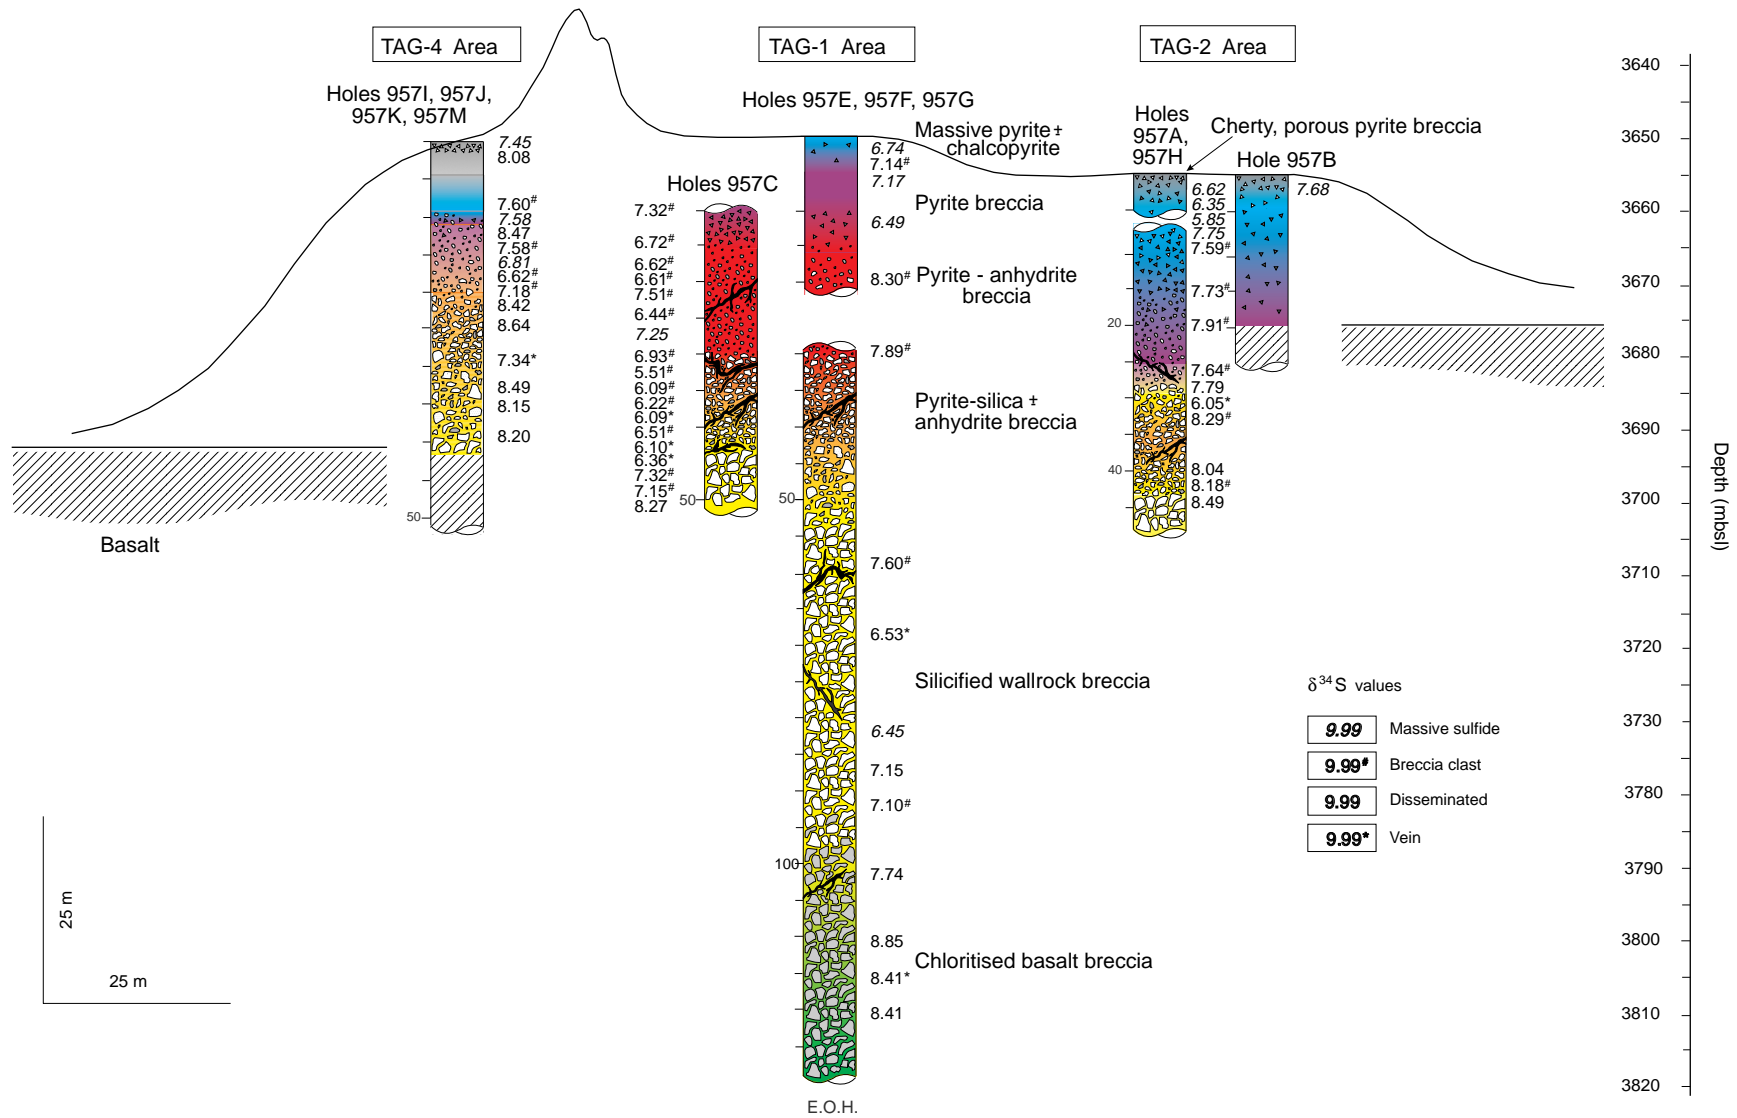 TAG-4 Area
TAG-1 Area
TAG-2 Area
Holes 957I, 957J,
957K, 957M
7.45
8.08
7.60#
7.58
8.47
7.58#
6.81
6.62#
7.18#
8.42
8.64
7.34*
8.49
8.15
8.20
50
Basalt
Holes 957C
7.32#
6.72#
6.62#
6.61#
7.51#
6.44#
7.25
6.93#
5.51#
6.09#
6.22#
6.09*
6.51#
6.10*
6.36*
7.32#
7.15#
8.27
50
Holes 957E, 957F, 957G
6.74
7.14#
7.17
6.49
8.30#
7.89#
50
7.60#
6.53*
6.45
7.15
7.10#
100
7.74
8.85
8.41*
8.41
E.O.H.
Massive pyrite ±
chalcopyrite
Pyrite breccia
Pyrite - anhydrite
breccia
Pyrite-silica ±
anhydrite breccia
Silicified wallrock breccia
Chloritised basalt breccia
Holes
957A,
957H
Cherty, porous pyrite breccia
Hole 957B
6.62
6.35
5.85
7.75
7.59#
7.73#
20
7.91#
7.64#
7.79
6.05*
8.29#
40
8.04
8.18#
8.49
7.68
δ34S values
9.99 Massive sulfide
9.99# Breccia clast
9.99 Disseminated
9.99* Vein
25 m
25 m
3640
3650
3660
3670
3680
3690
3700
3710
3720
3730
3780
3790
3800
3810
3820
Depth (mbsl)